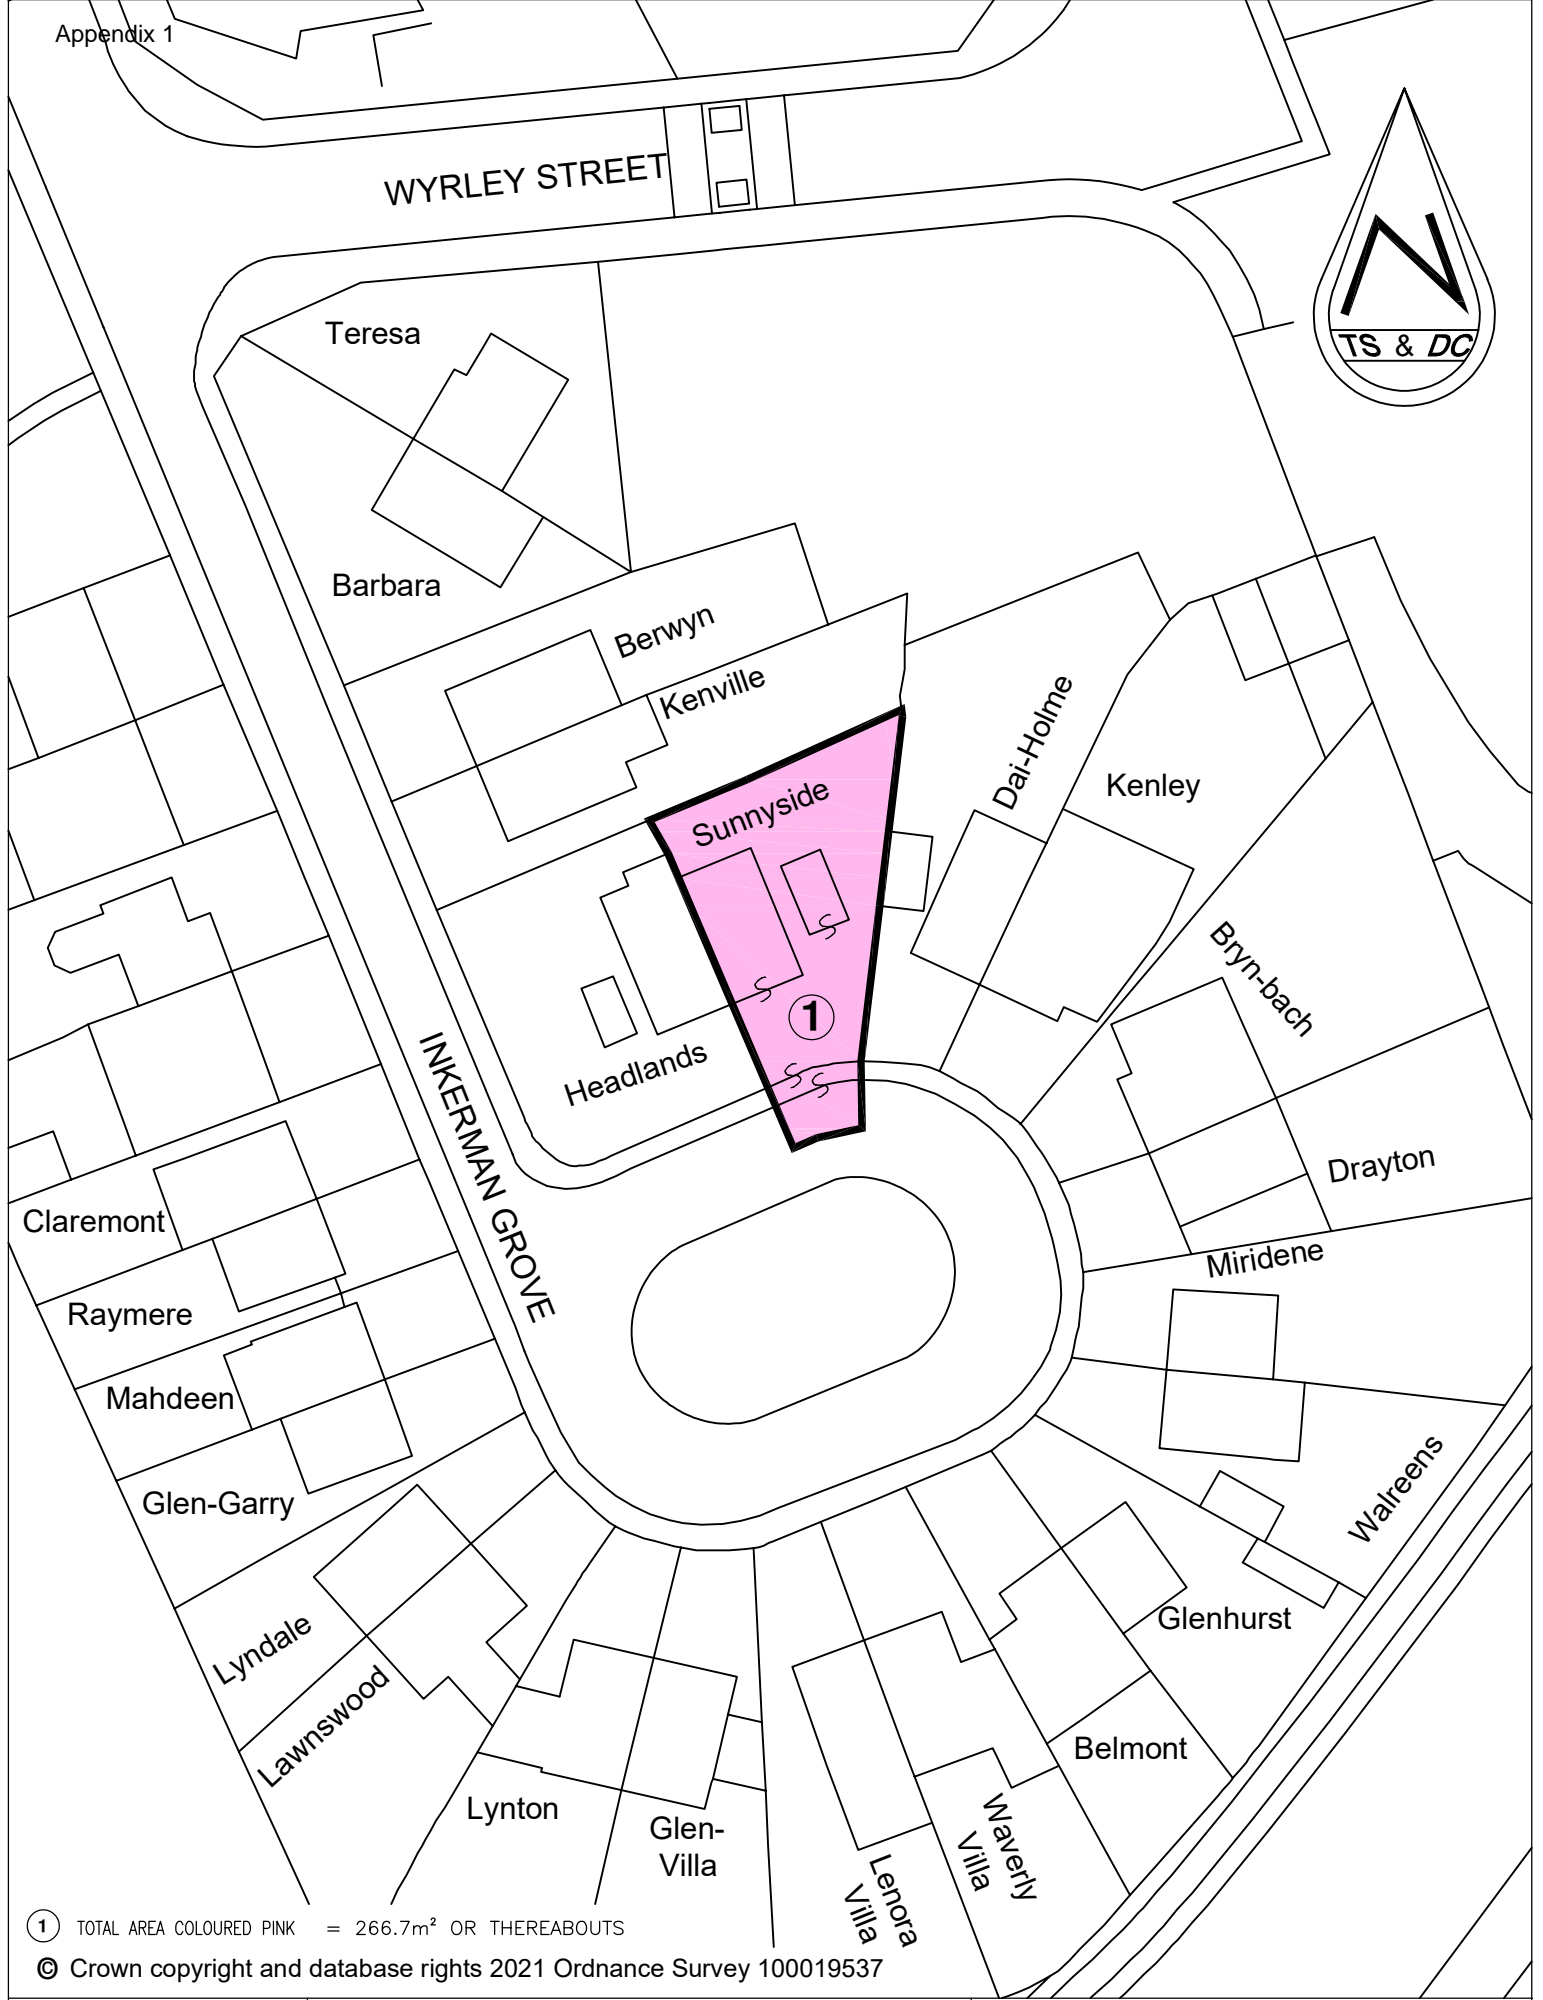 Appendix 1
WYRLEY STREET
N
TS & DC
Teresa
Barbara
Berwyn
Kenville
Sunnyside
Dai-Holme
Kenley
Bryn-bach
1
Headlands
INKERMAN GROVE
Drayton
Claremont
Miridene
Raymere
Mahdeen
Walreens
Glen-Garry
Glenhurst
Lyndale
Lawnswood
Belmont
Lynton
Glen-
Villa
Waverly
Villa
Lenora
Villa
1 TOTAL AREA COLOURED PINK = 266.7m² OR THEREABOUTS
© Crown copyright and database rights 2021 Ordnance Survey 100019537